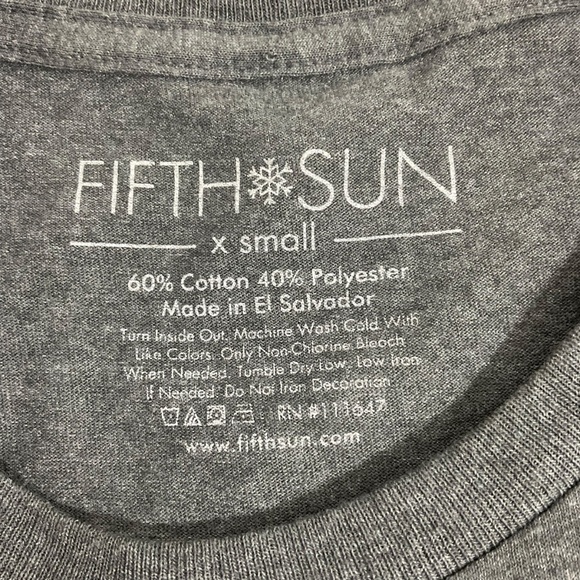 FIFTH SUN
x small
60% Cotton 40% Polyester
Made in El Salvador
Turn Inside Out. Machine Wash Cold With
Like Colors. Only Non-Chlorine Bleach
When Needed. Tumble Dry Low. Low Iron
if Needed. Do Not Iron Decoration
RN #111647
www.fifthsun.com